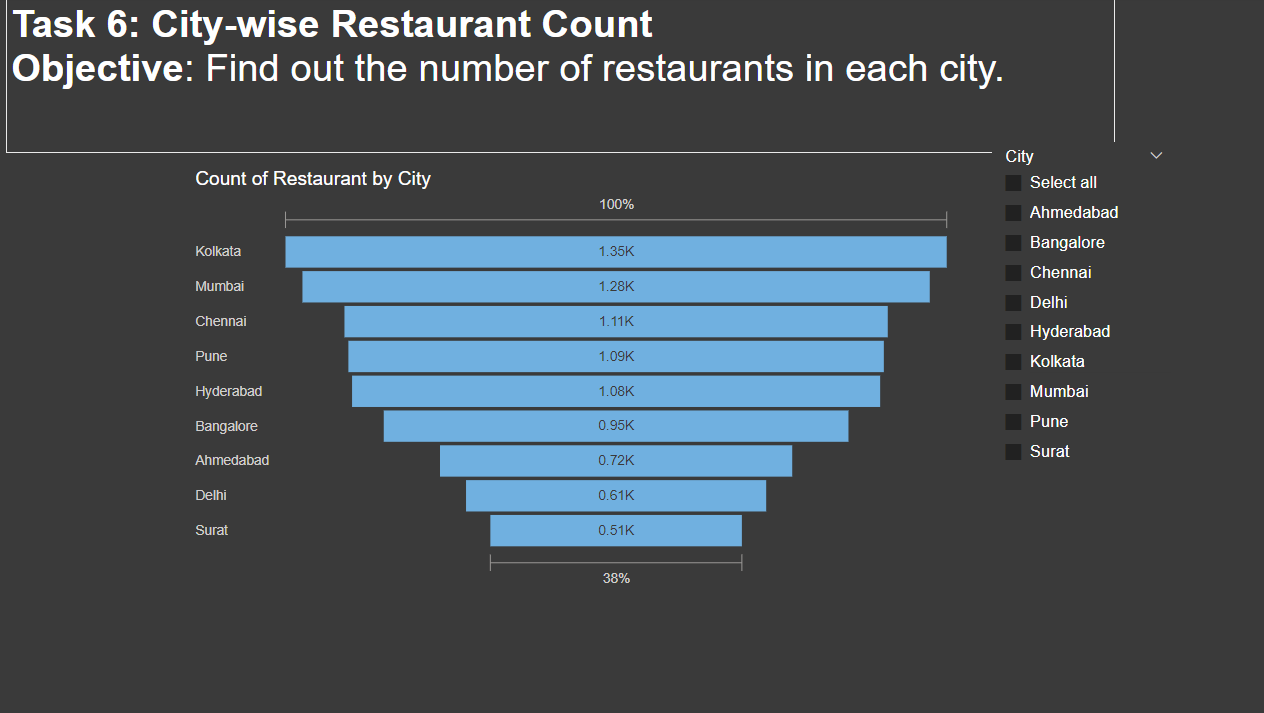 Task 6: City-wise Restaurant Count
Objective: Find out the number of restaurants in each city.
Count of Restaurant by City
100%
Kolkata 1.35K
Mumbai 1.28K
Chennai 1.11K
Pune 1.09K
Hyderabad 1.08K
Bangalore 0.95K
Ahmedabad 0.72K
Delhi 0.61K
Surat 0.51K
38%
City
Select all
Ahmedabad
Bangalore
Chennai
Delhi
Hyderabad
Kolkata
Mumbai
Pune
Surat